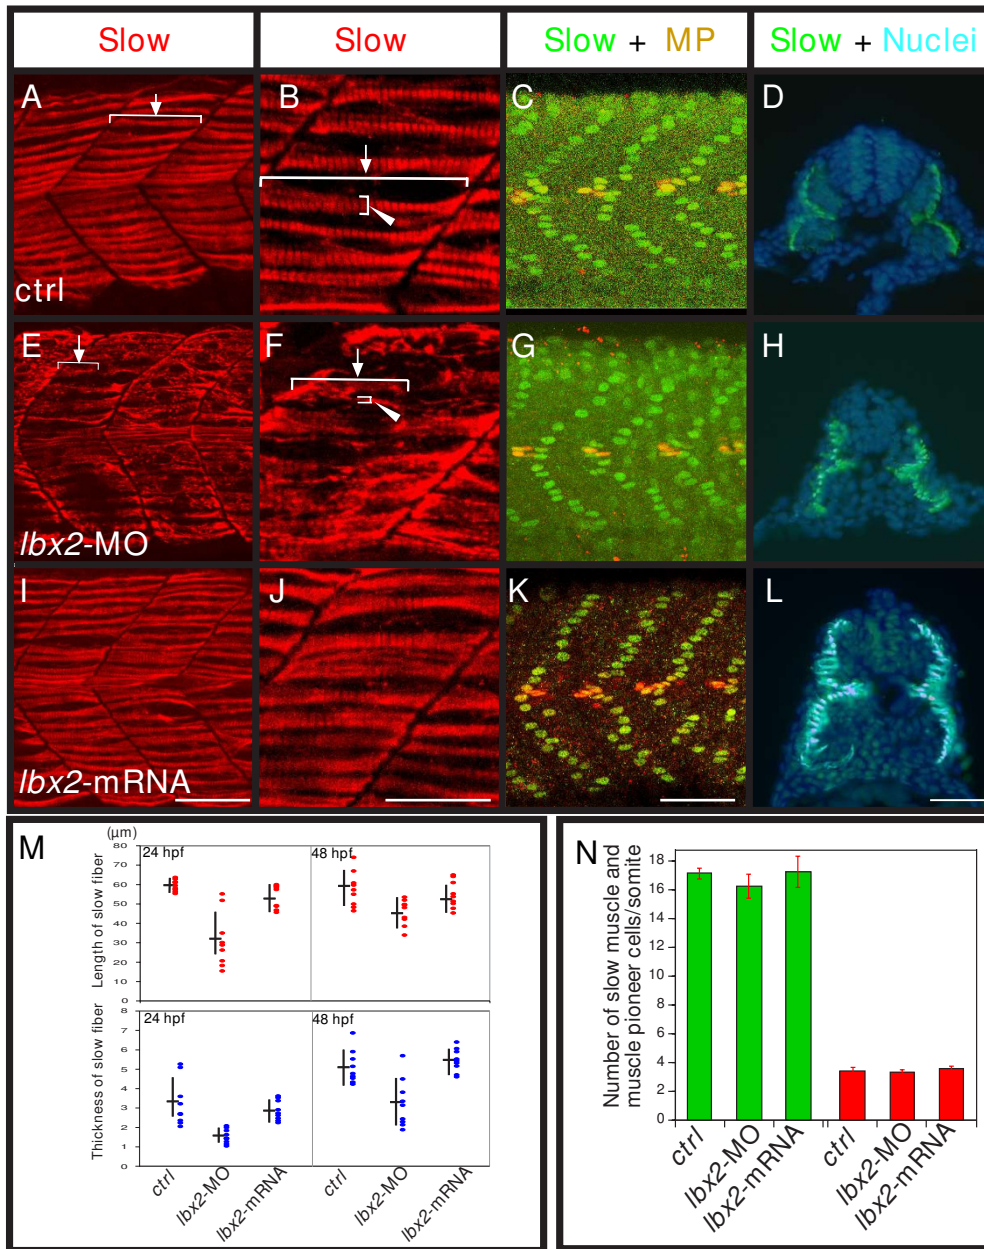 Slow
Slow
Slow + MP
Slow + Nuclei
A
B
C
D
ctrl
E
F
G
H
lbx2-MO
I
J
K
L
lbx2-mRNA
M
(μm)
24 hpf
48 hpf
Length of slow fiber
80
70
60
50
40
30
20
10
0
24 hpf
48 hpf
Thickness of slow fiber
8
7
6
5
4
3
2
1
0
ctrl
lbx2-MO
lbx2-mRNA
ctrl
lbx2-MO
lbx2-mRNA
N
Number of slow muscle and
muscle pioneer cells/somite
18
16
14
12
10
8
6
4
2
0
ctrl
lbx2-MO
lbx2-mRNA
ctrl
lbx2-MO
lbx2-mRNA